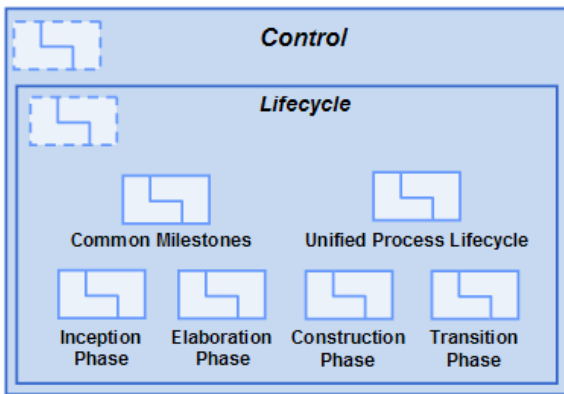 Control
Lifecycle
Common Milestones
Unified Process Lifecycle
Inception
Phase
Elaboration
Phase
Construction
Phase
Transition
Phase